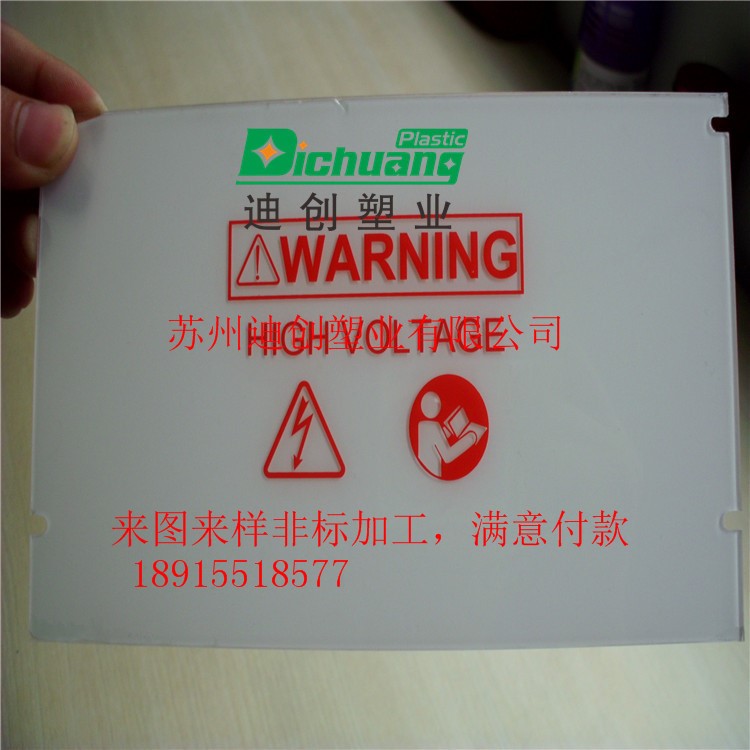 Plastic
Dichuang
迪创塑业
WARNING
苏州迪创塑业有限公司
HIGH VOLTAGE
来图来样非标加工，满意付款
18915518577